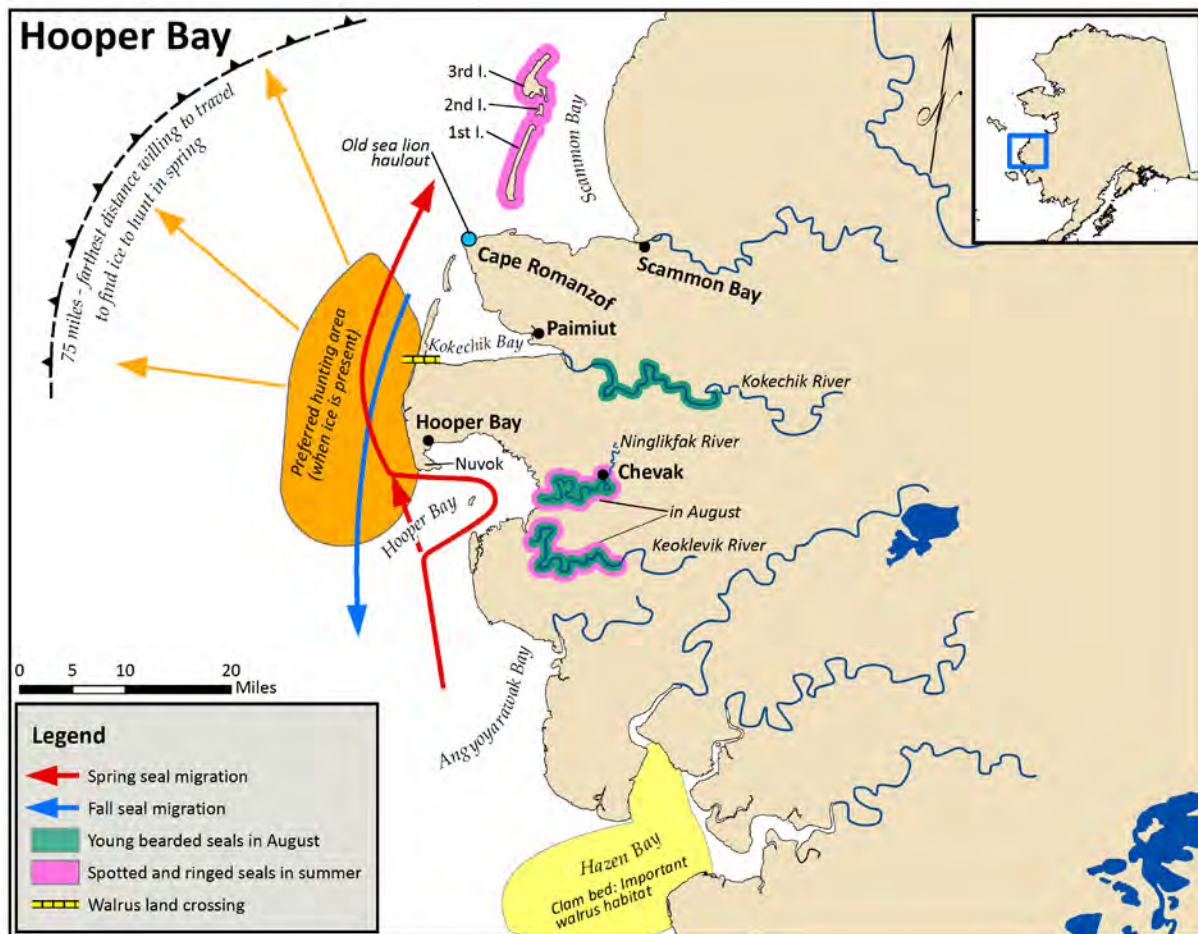 Hooper Bay
75 miles - farthest distance willing to travel
to find ice to hunt in spring
3rd I.
2nd I.
1st I.
Scammon Bay
Old sea lion
haulout
N
Cape Romanzof
Scammon Bay
Paimiut
Kokechik Bay
Kokechik River
Preferred hunting area
(when ice is present)
Hooper Bay
Ninglikfak River
Nuvok
Chevak
in August
Hooper Bay
Keoklevik River
Angyoyarawak Bay
0 5 10 20
Miles
Hazen Bay
Clam bed: Important
walrus habitat
Legend
Spring seal migration
Fall seal migration
Young bearded seals in August
Spotted and ringed seals in summer
Walrus land crossing